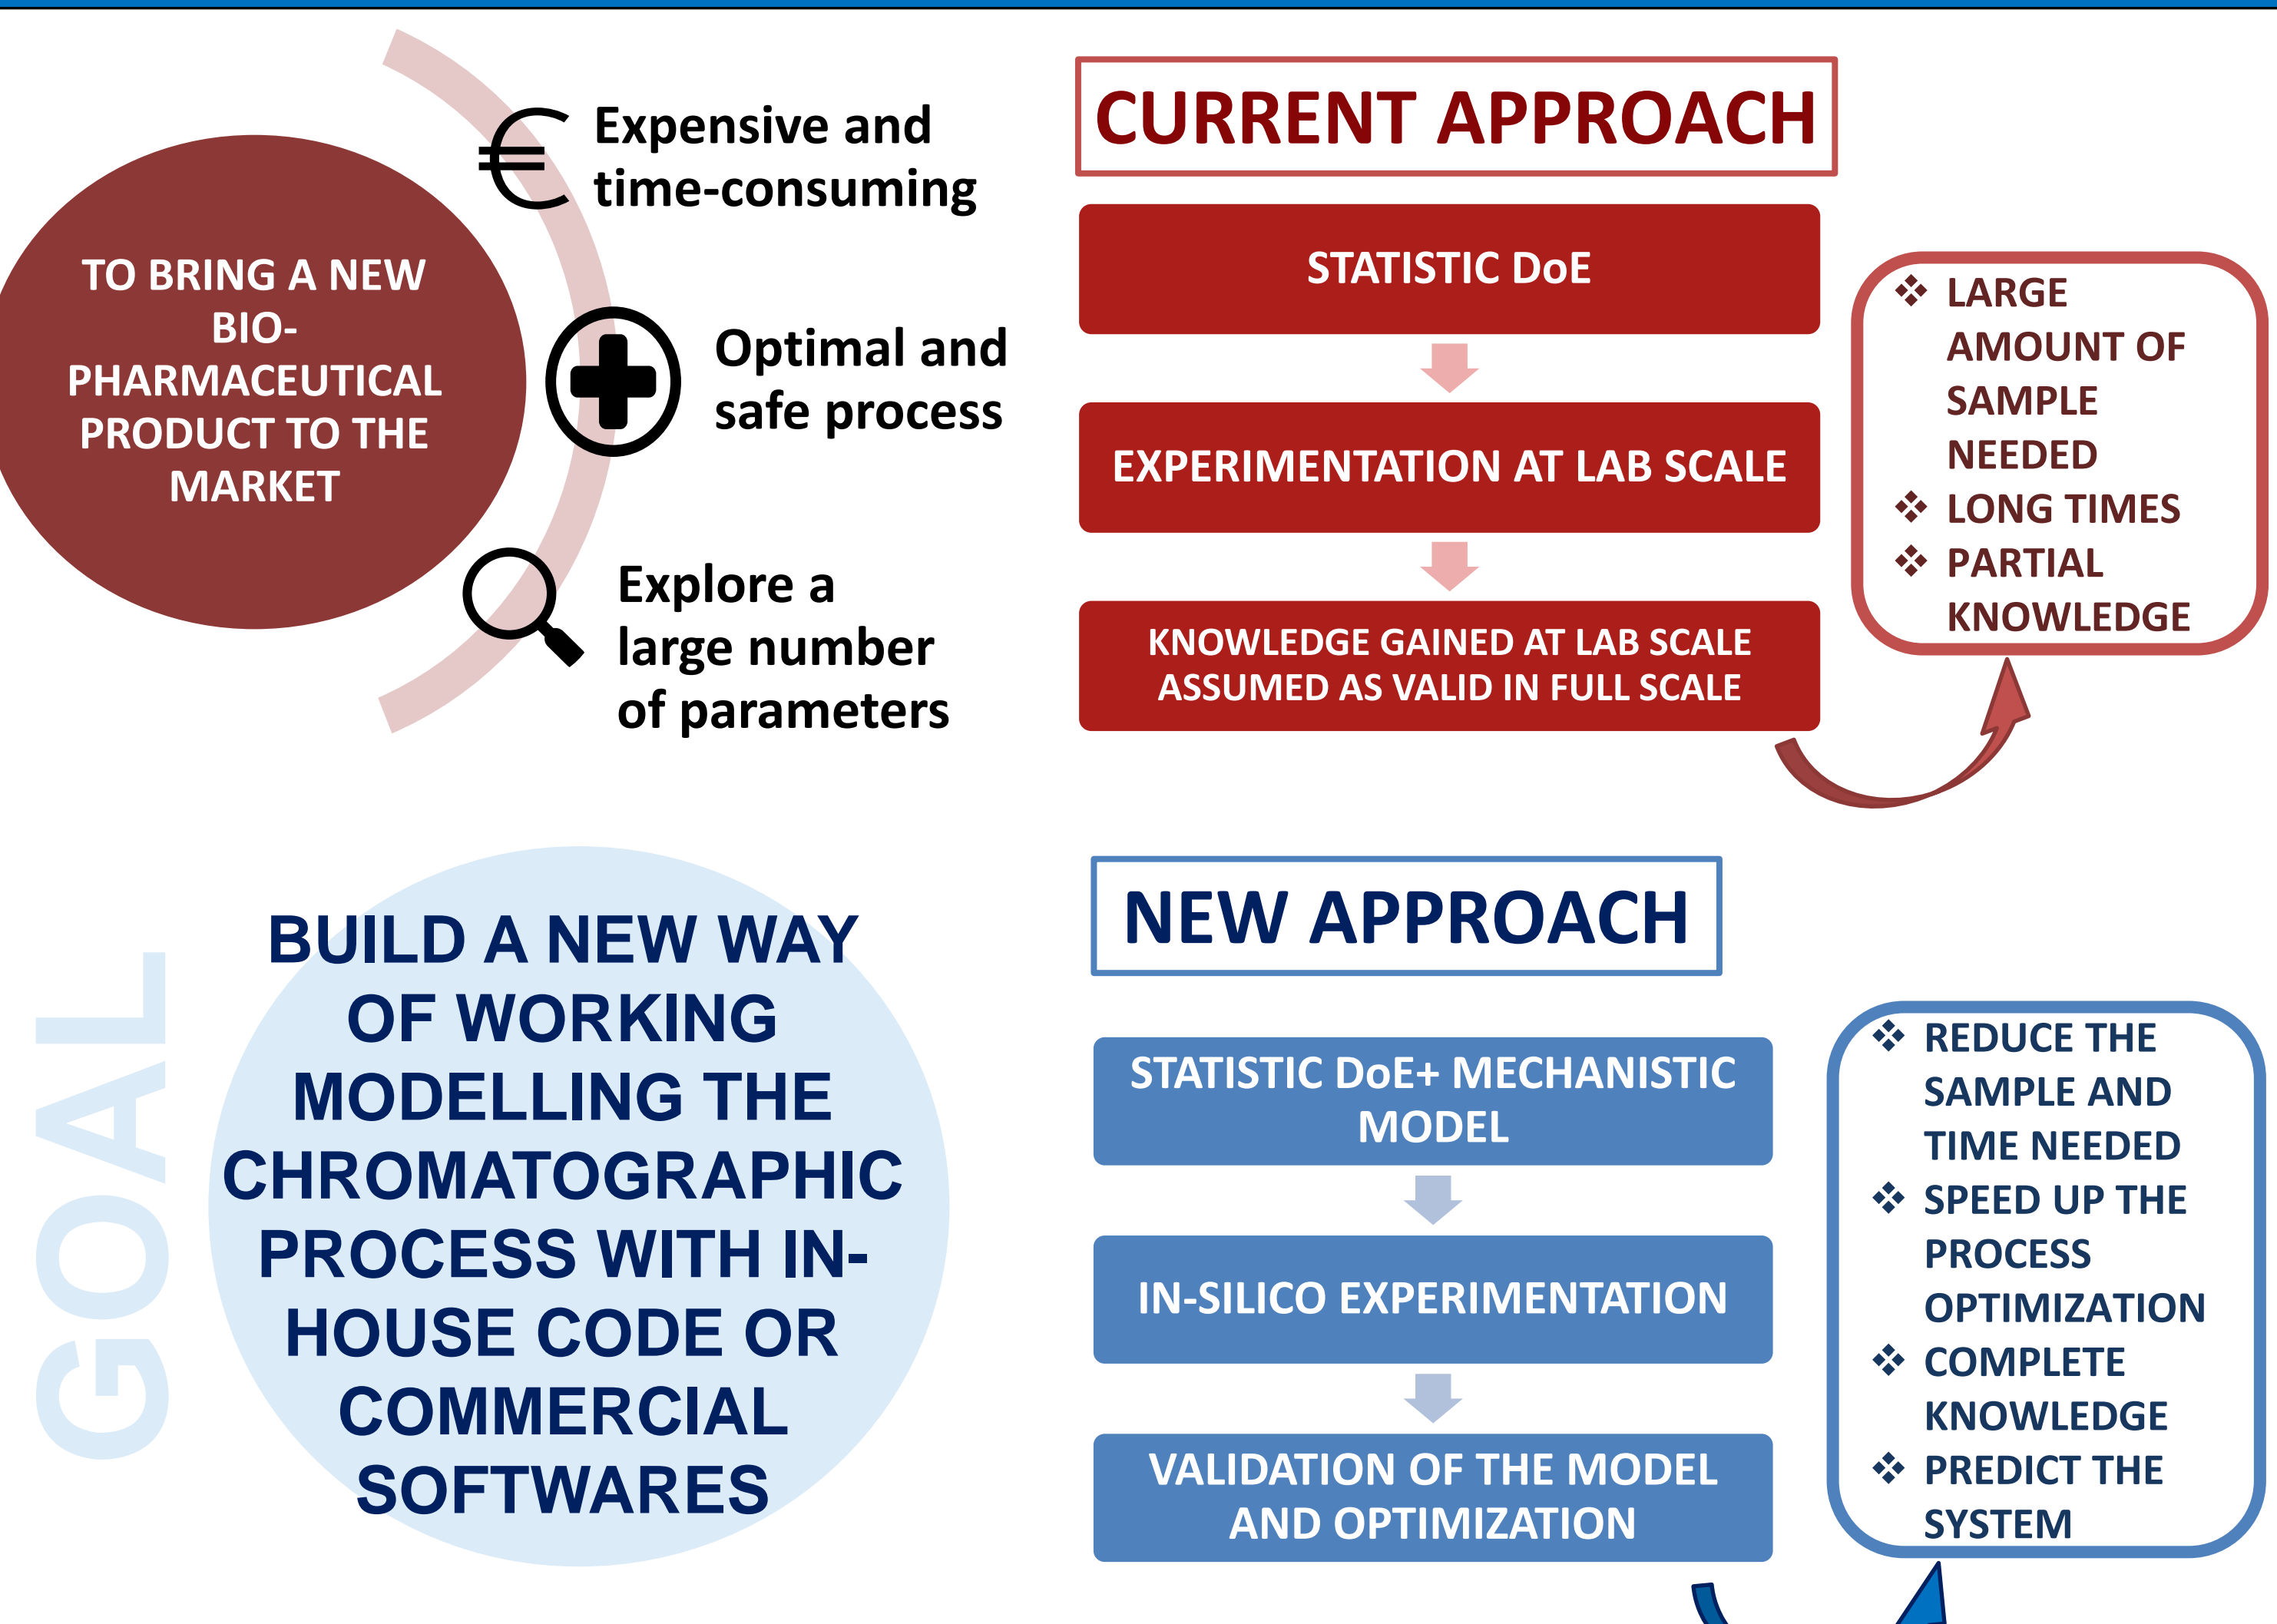 TO BRING A NEW
BIO-
PHARMACEUTICAL
PRODUCT TO THE
MARKET
Expensive and
time-consuming
Optimal and
safe process
Explore a
large number
of parameters
CURRENT APPROACH
STATISTIC DoE
EXPERIMENTATION AT LAB SCALE
KNOWLEDGE GAINED AT LAB SCALE
ASSUMED AS VALID IN FULL SCALE
LARGE
AMOUNT OF
SAMPLE
NEEDED
LONG TIMES
PARTIAL
KNOWLEDGE
GOAL
BUILD A NEW WAY
OF WORKING
MODELLING THE
CHROMATOGRAPHIC
PROCESS WITH IN-
HOUSE CODE OR
COMMERCIAL
SOFTWARES
NEW APPROACH
STATISTIC DoE+ MECHANISTIC
MODEL
IN-SILICO EXPERIMENTATION
VALIDATION OF THE MODEL
AND OPTIMIZATION
REDUCE THE
SAMPLE AND
TIME NEEDED
SPEED UP THE
PROCESS
OPTIMIZATION
COMPLETE
KNOWLEDGE
PREDICT THE
SYSTEM